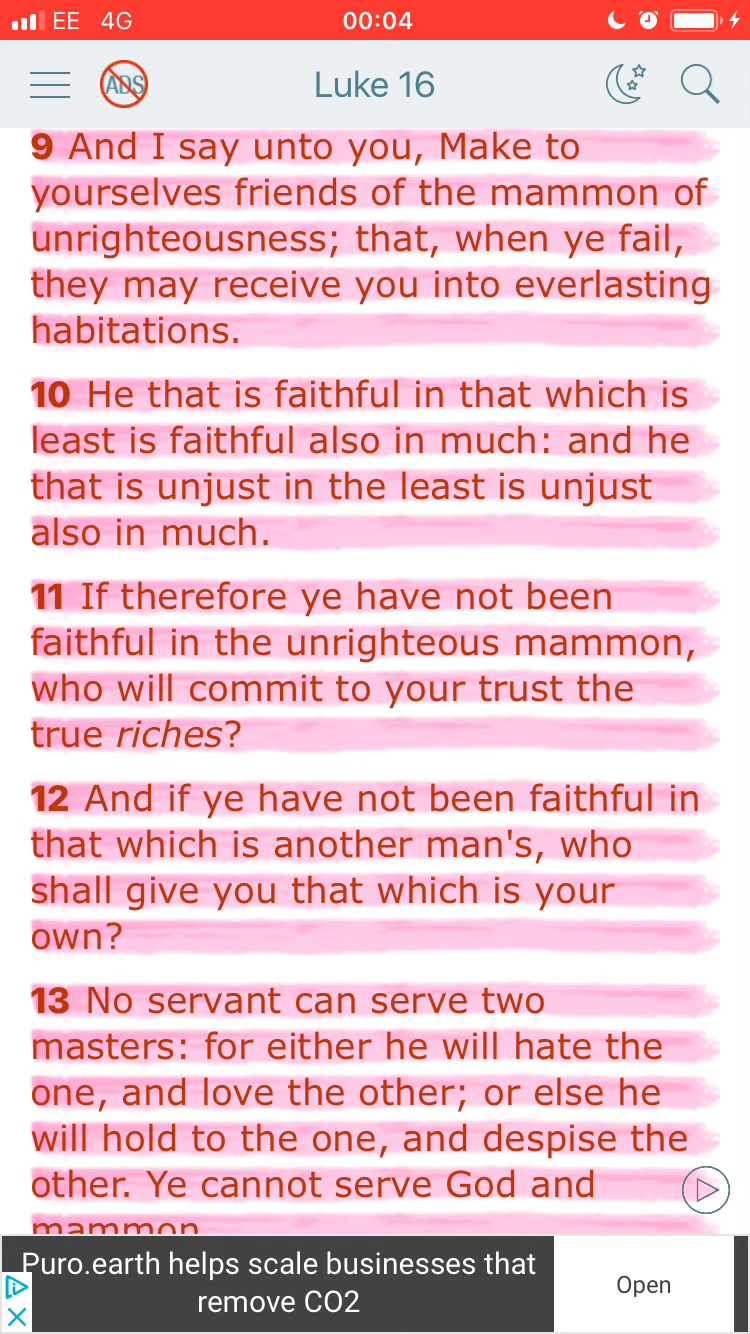 EE 4G 00:04
ADS Luke 16
9 And I say unto you, Make to
yourselves friends of the mammon of
unrighteousness; that, when ye fail,
they may receive you into everlasting
habitations.
10 He that is faithful in that which is
least is faithful also in much: and he
that is unjust in the least is unjust
also in much.
11 If therefore ye have not been
faithful in the unrighteous mammon,
who will commit to your trust the
true riches?
12 And if ye have not been faithful in
that which is another man's, who
shall give you that which is your
own?
13 No servant can serve two
masters: for either he will hate the
one, and love the other; or else he
will hold to the one, and despise the
other. Ye cannot serve God and
mammon.
Puro.earth helps scale businesses that
remove CO2
Open